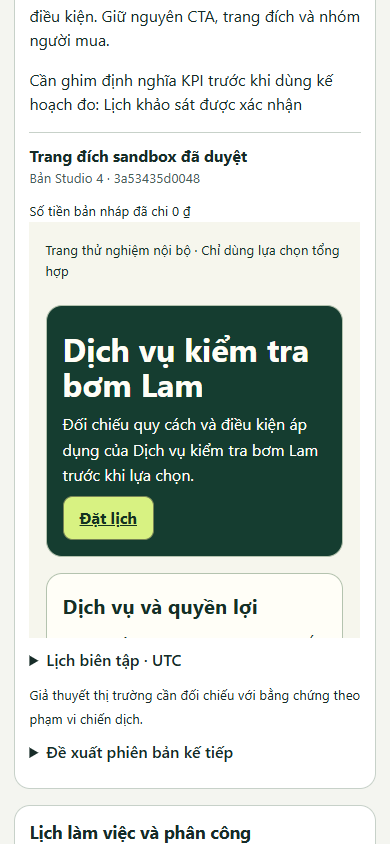 điều kiện. Giữ nguyên CTA, trang đích và nhóm
người mua.
Cần ghim định nghĩa KPI trước khi dùng kế
hoạch đo: Lịch khảo sát được xác nhận
Trang đích sandbox đã duyệt
Bản Studio 4 · 3a53435d0048
Số tiền bản nháp đã chi 0 ₫
Trang thử nghiệm nội bộ · Chỉ dùng lựa chọn tổng
hợp
Dịch vụ kiểm tra
bơm Lam
Đối chiếu quy cách và điều kiện áp
dụng của Dịch vụ kiểm tra bơm Lam
trước khi lựa chọn.
Đặt lịch
Dịch vụ và quyền lợi
▶ Lịch biên tập · UTC
Giả thuyết thị trường cần đối chiếu với bằng chứng theo
phạm vi chiến dịch.
▶ Đề xuất phiên bản kế tiếp
Lịch làm việc và phân công